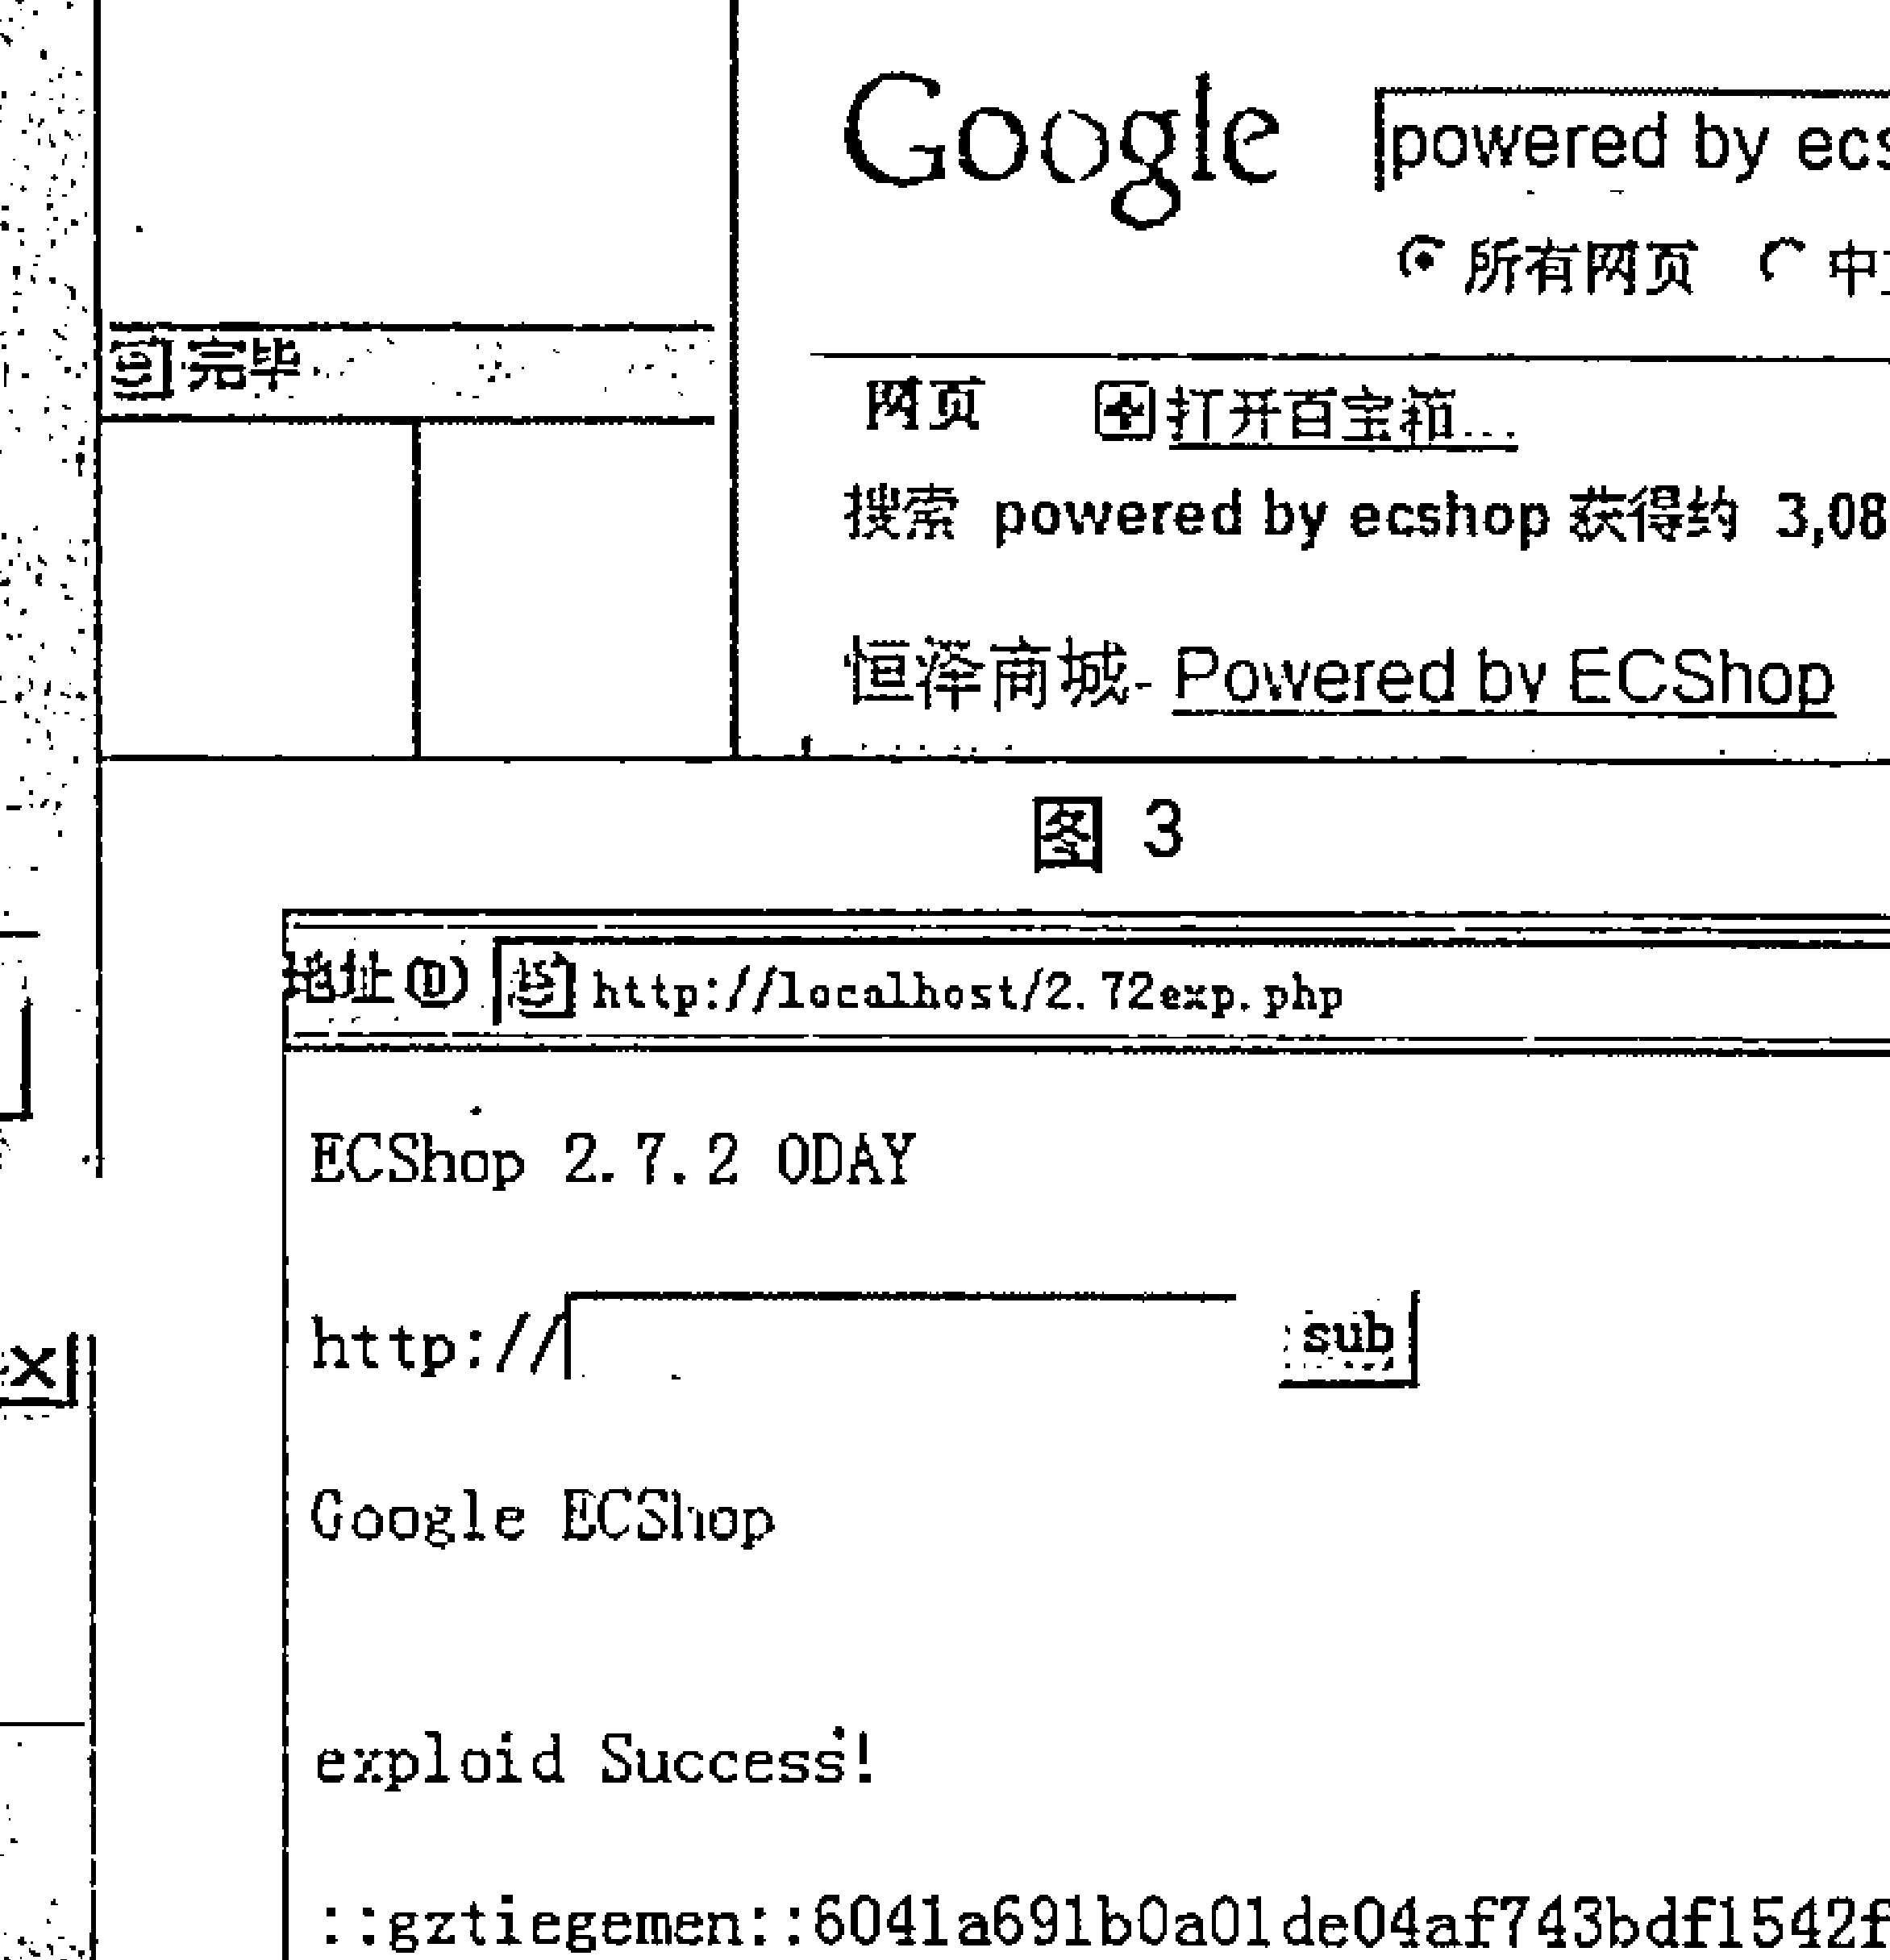 Google powered by ecs
所有网页 中
完毕
网页 打开百宝箱...
搜索 powered by ecshop 获得约 3,08
恒泽商城- Powered by ECShop
图 3
地址(D) http://localhost/2.72exp.php
ECShop 2.7.2 0DAY
http:// sub
Google ECShop
exploid Success!
::gztiegemen::6041a691b0a01de04af743bdf1542f